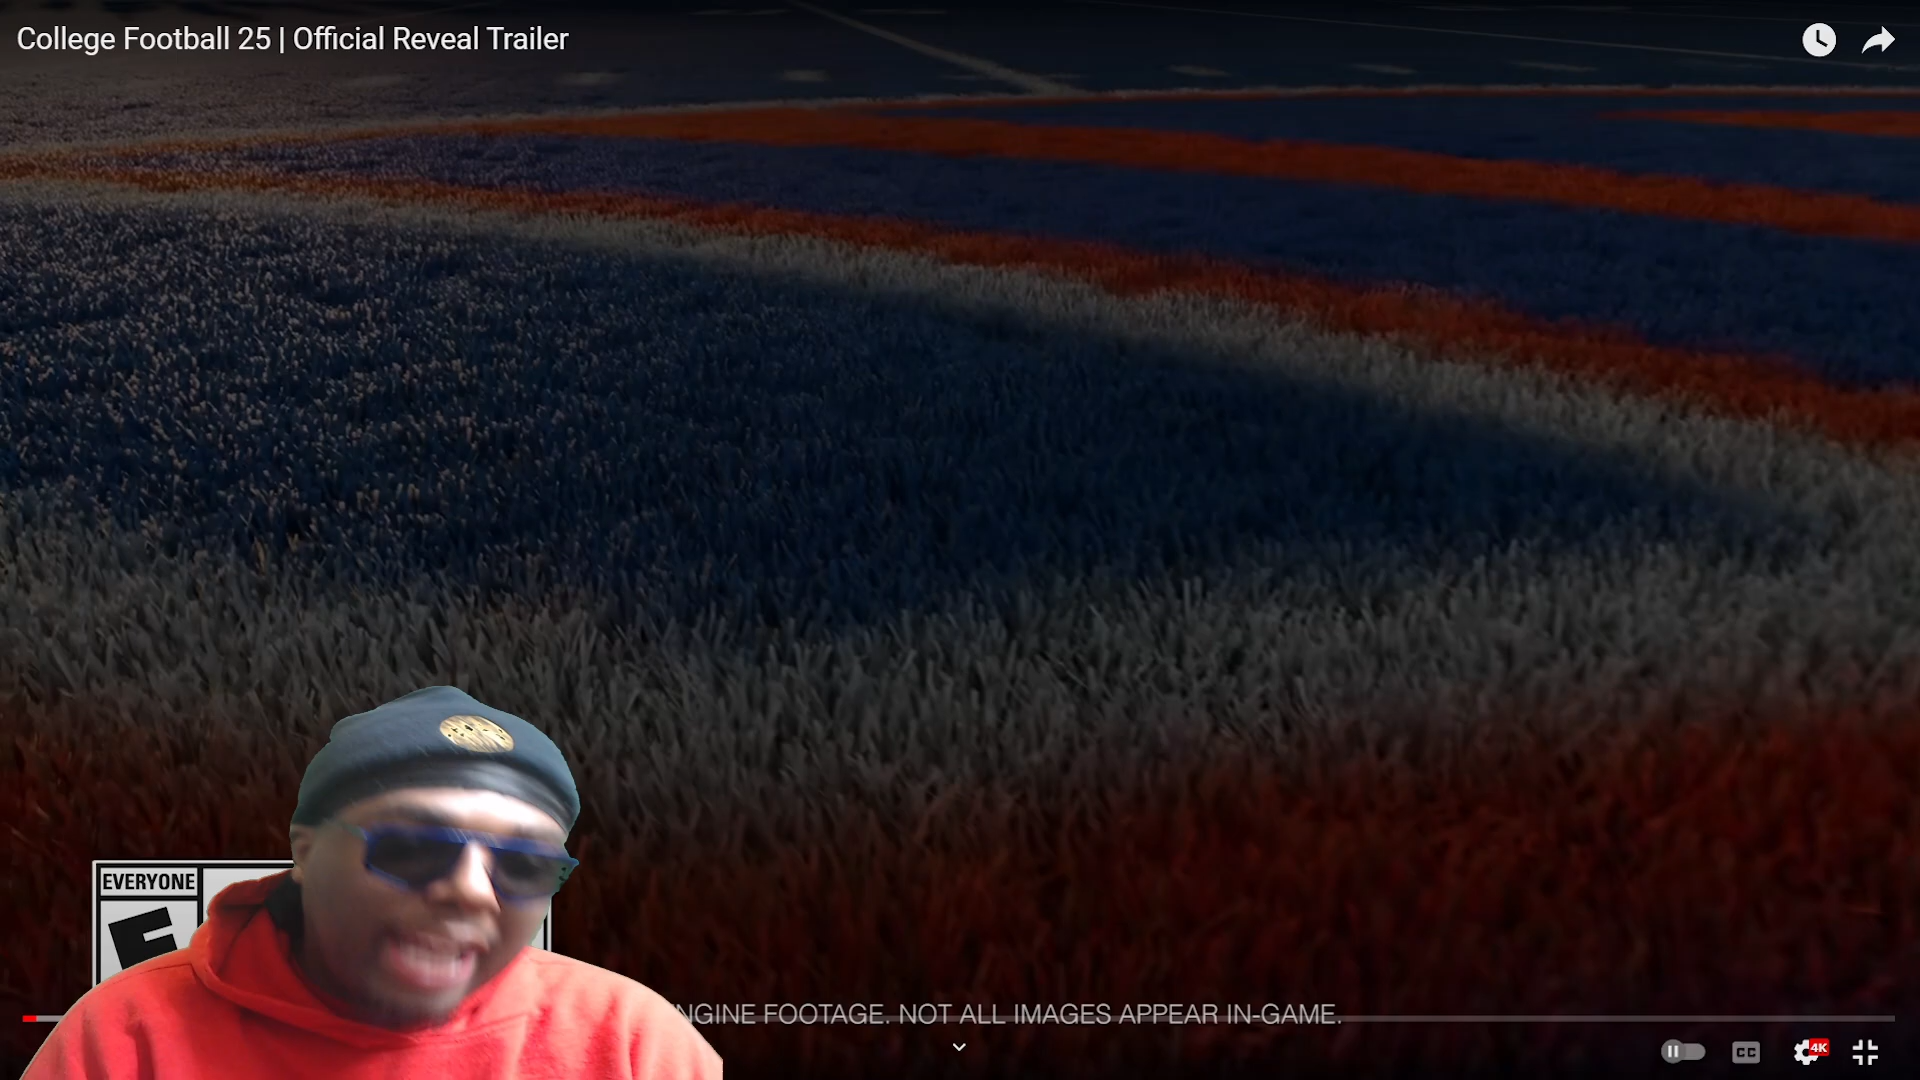 College Football 25 | Official Reveal Trailer
EVERYONE
E
NGINE FOOTAGE. NOT ALL IMAGES APPEAR IN-GAME.
CC
4K